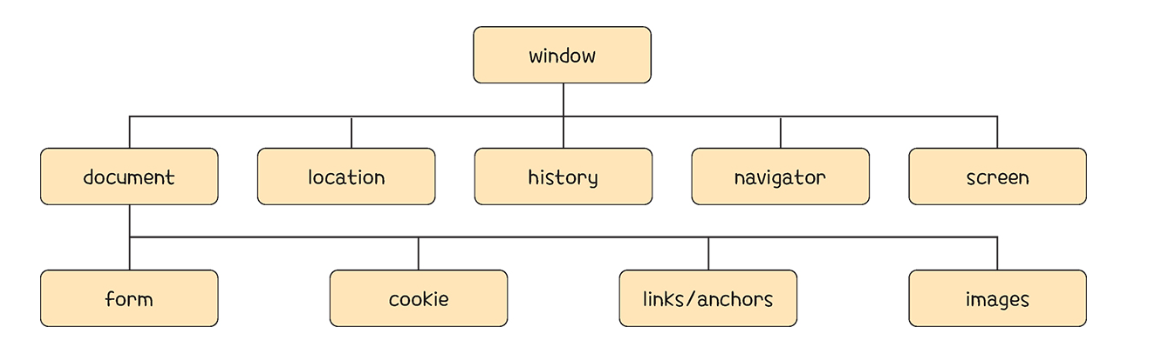 window
document
location
history
navigator
screen
form
cookie
links/anchors
images